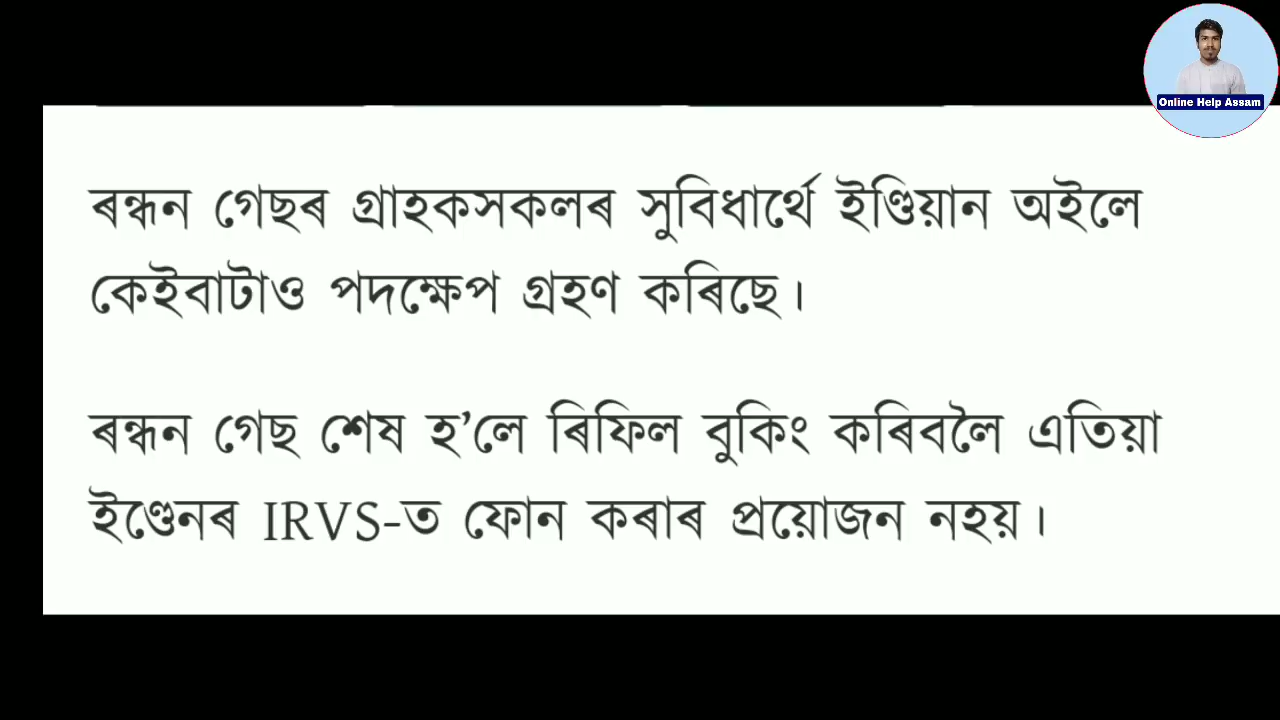 Online Help Assam
ৰন্ধন গেছৰ গ্ৰাহকসকলৰ সুবিধাৰ্থে ইণ্ডিয়ান অইলে
কেইবাটাও পদক্ষেপ গ্ৰহণ কৰিছে।
ৰন্ধন গেছ শেষ হ’লে ৰিফিল বুকিং কৰিবলৈ এতিয়া
ইণ্ডেনৰ IRVS-ত ফোন কৰাৰ প্ৰয়োজন নহয়।